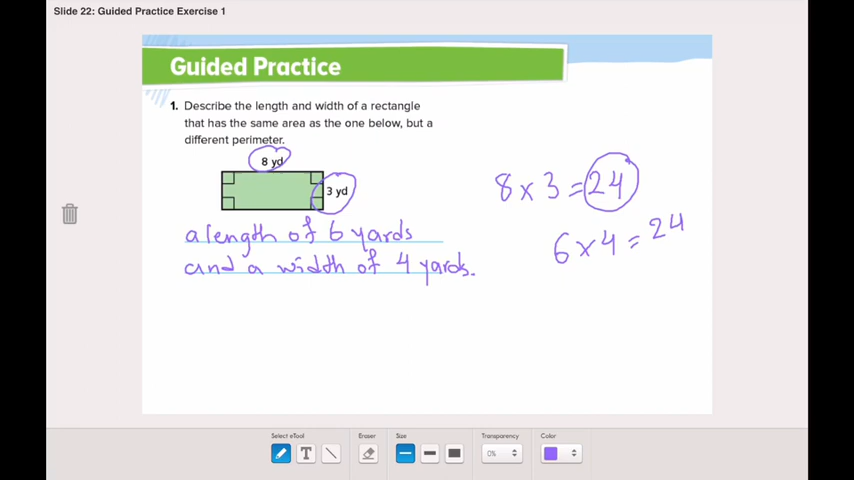 Slide 22: Guided Practice Exercise 1
Guided Practice
1. Describe the length and width of a rectangle
that has the same area as the one below, but a
different perimeter.
8 yd
3 yd
8 x 3 = 24
a length of 6 yards
6 x 4 = 24
and a width of 4 yards.
Select eTool
Eraser
Size
Transparency
Color
T
0%